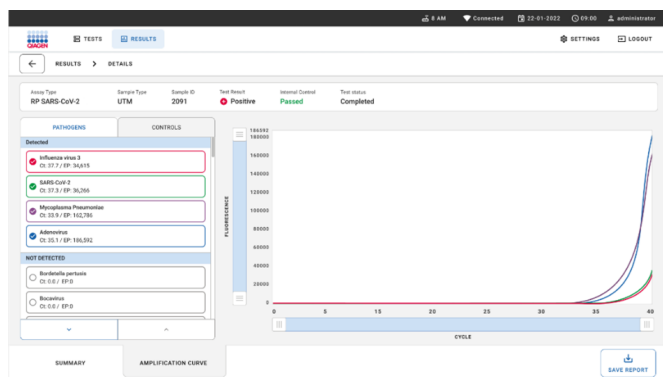 8 AM Connected 22-01-2022 09:00 administrator
QIAGEN TESTS RESULTS SETTINGS LOGOUT
RESULTS > DETAILS
Assay Type Sample Type Sample ID Test Result Internal Control Test status
RP SARS-CoV-2 UTM 2091 Positive Passed Completed
PATHOGENS CONTROLS
Detected
Influenza virus 3
Ct: 37.7 / EP: 34,615
SARS-CoV-2
Ct: 37.3 / EP: 36,266
Mycoplasma Pneumoniae
Ct: 33.9 / EP: 162,786
Adenovirus
Ct: 35.1 / EP: 186,592
NOT DETECTED
Bordetella pertusis
Ct: 0.0 / EP:0
Bocavirus
Ct: 0.0 / EP:0
FLUORESCENCE
186592
180000
160000
140000
120000
100000
80000
60000
40000
20000
0
0 5 10 15 20 25 30 35 40
CYCLE
SUMMARY AMPLIFICATION CURVE SAVE REPORT